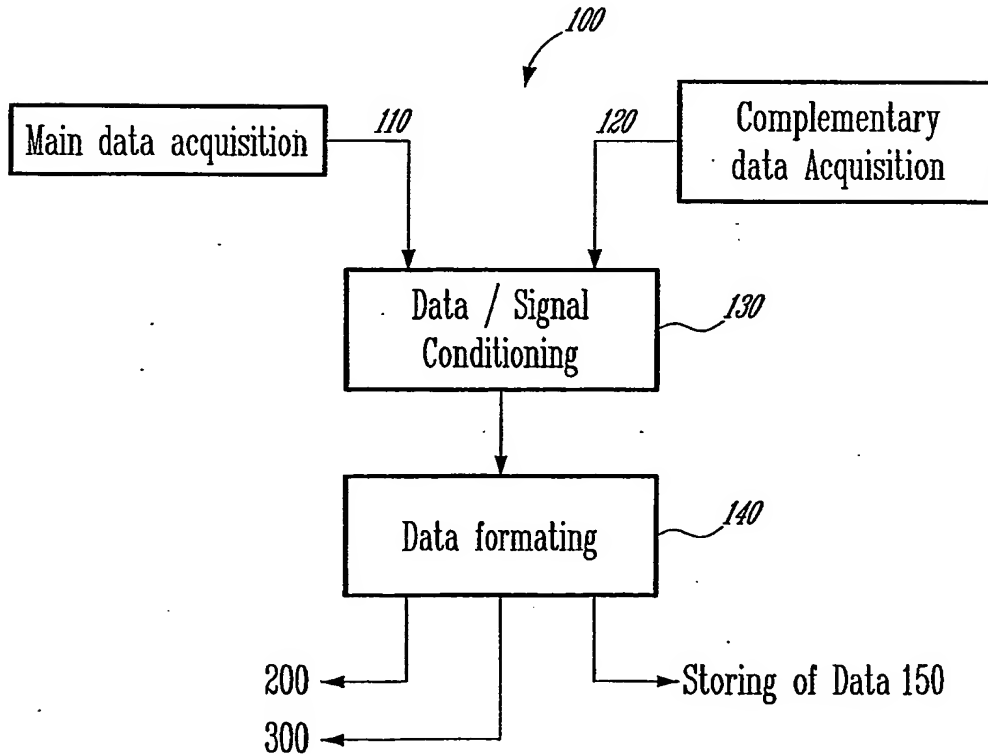 100
Main data acquisition
110
120
Complementary
data Acquisition
Data / Signal
Conditioning
130
Data formating
140
200
Storing of Data 150
300